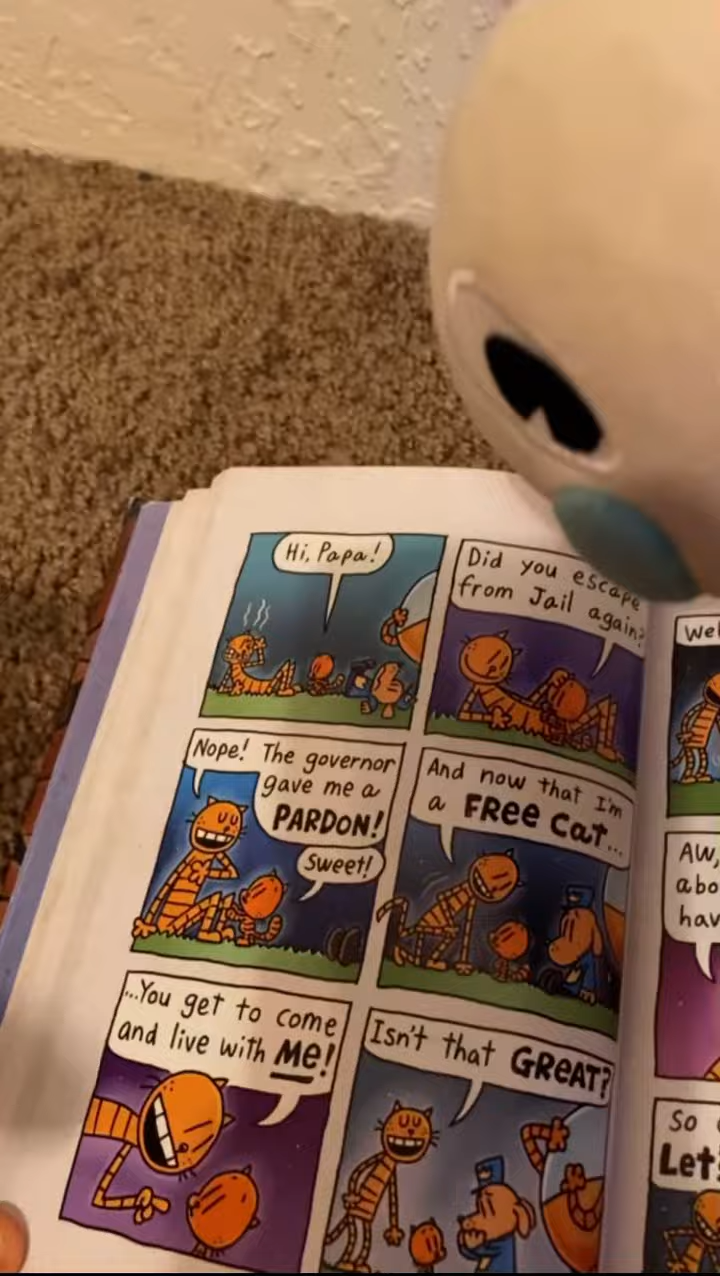 Hi, Papa!
Did you escape
from Jail again?
Nope! The governor
gave me a
PARDON!
Sweet!
And now that I'm
a FRee Cat...
...You get to come
and live with Me!
Isn't that GReaT?
AW,
So